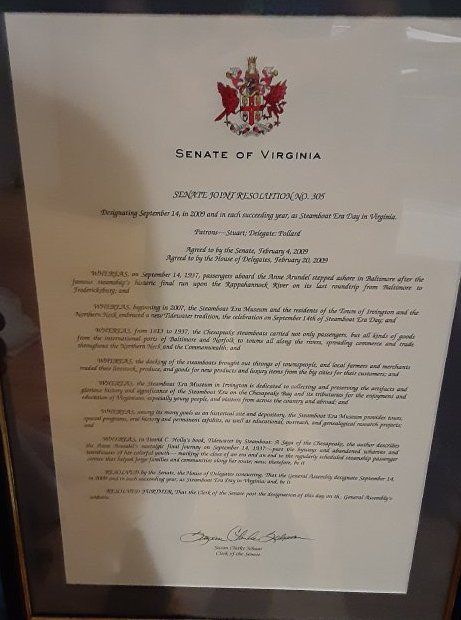 SENATE OF VIRGINIA
SENATE JOINT RESOLUTION NO. 305
Designating September 14, in 2009 and in each succeeding year, as Steamboat Era Day in Virginia.
Patrons—Stuart; Delegate: Pollard
Agreed to by the Senate, February 4, 2009
Agreed to by the House of Delegates, February 20, 2009
WHEREAS, on September 14, 1937, passengers aboard the Anne Arundel stepped ashore in Baltimore after the
famous steamship's historic final run upon the Rappahannock River on its last roundtrip from Baltimore to
Fredericksburg; and
WHEREAS, beginning in 2007, the Steamboat Era Museum and the residents of the Town of Irvington and the
Northern Neck embraced a new Tidewater tradition, the celebration on September 14th of Steamboat Era Day; and
WHEREAS, from 1813 to 1937, the Chesapeake steamboats carried not only passengers, but all kinds of goods
from the international ports of Baltimore and Norfolk to towns all along the rivers, spreading commerce and trade
throughout the Northern Neck and the Commonwealth; and
WHEREAS, the docking of the steamboats brought out throngs of townspeople, and local farmers and merchants
traded their livestock, produce, and goods for new products and luxury items from the big cities for their customers; and
WHEREAS, the Steamboat Era Museum in Irvington is dedicated to collecting and preserving the artifacts and
glorious history and significance of the Steamboat Era on the Chesapeake Bay and its tributaries for the enjoyment and
education of Virginians, especially young people, and visitors from across the country and abroad; and
WHEREAS, among its many goals as an historical site and depository, the Steamboat Era Museum provides tours,
special programs, oral history and permanent exhibits, as well as educational, outreach, and genealogical research projects;
and
WHEREAS, in David C. Holly's book, Tidewater by Steamboat: A Saga of the Chesapeake, the author describes
the Anne Arundel's nostalgic final journey on September 14, 1937—past the byways and abandoned wharves and
warehouses of her colorful youth— marking the close of an era and an end to the regularly scheduled steamship passenger
service that helped large families and communities along her route; now, therefore, be it
RESOLVED by the Senate, the House of Delegates concurring, That the General Assembly designate September 14,
in 2009 and in each succeeding year, as Steamboat Era Day in Virginia; and, be it
RESOLVED FURTHER, That the Clerk of the Senate post the designation of this day on the General Assembly's
website.
Susan Clarke Schaar
Clerk of the Senate